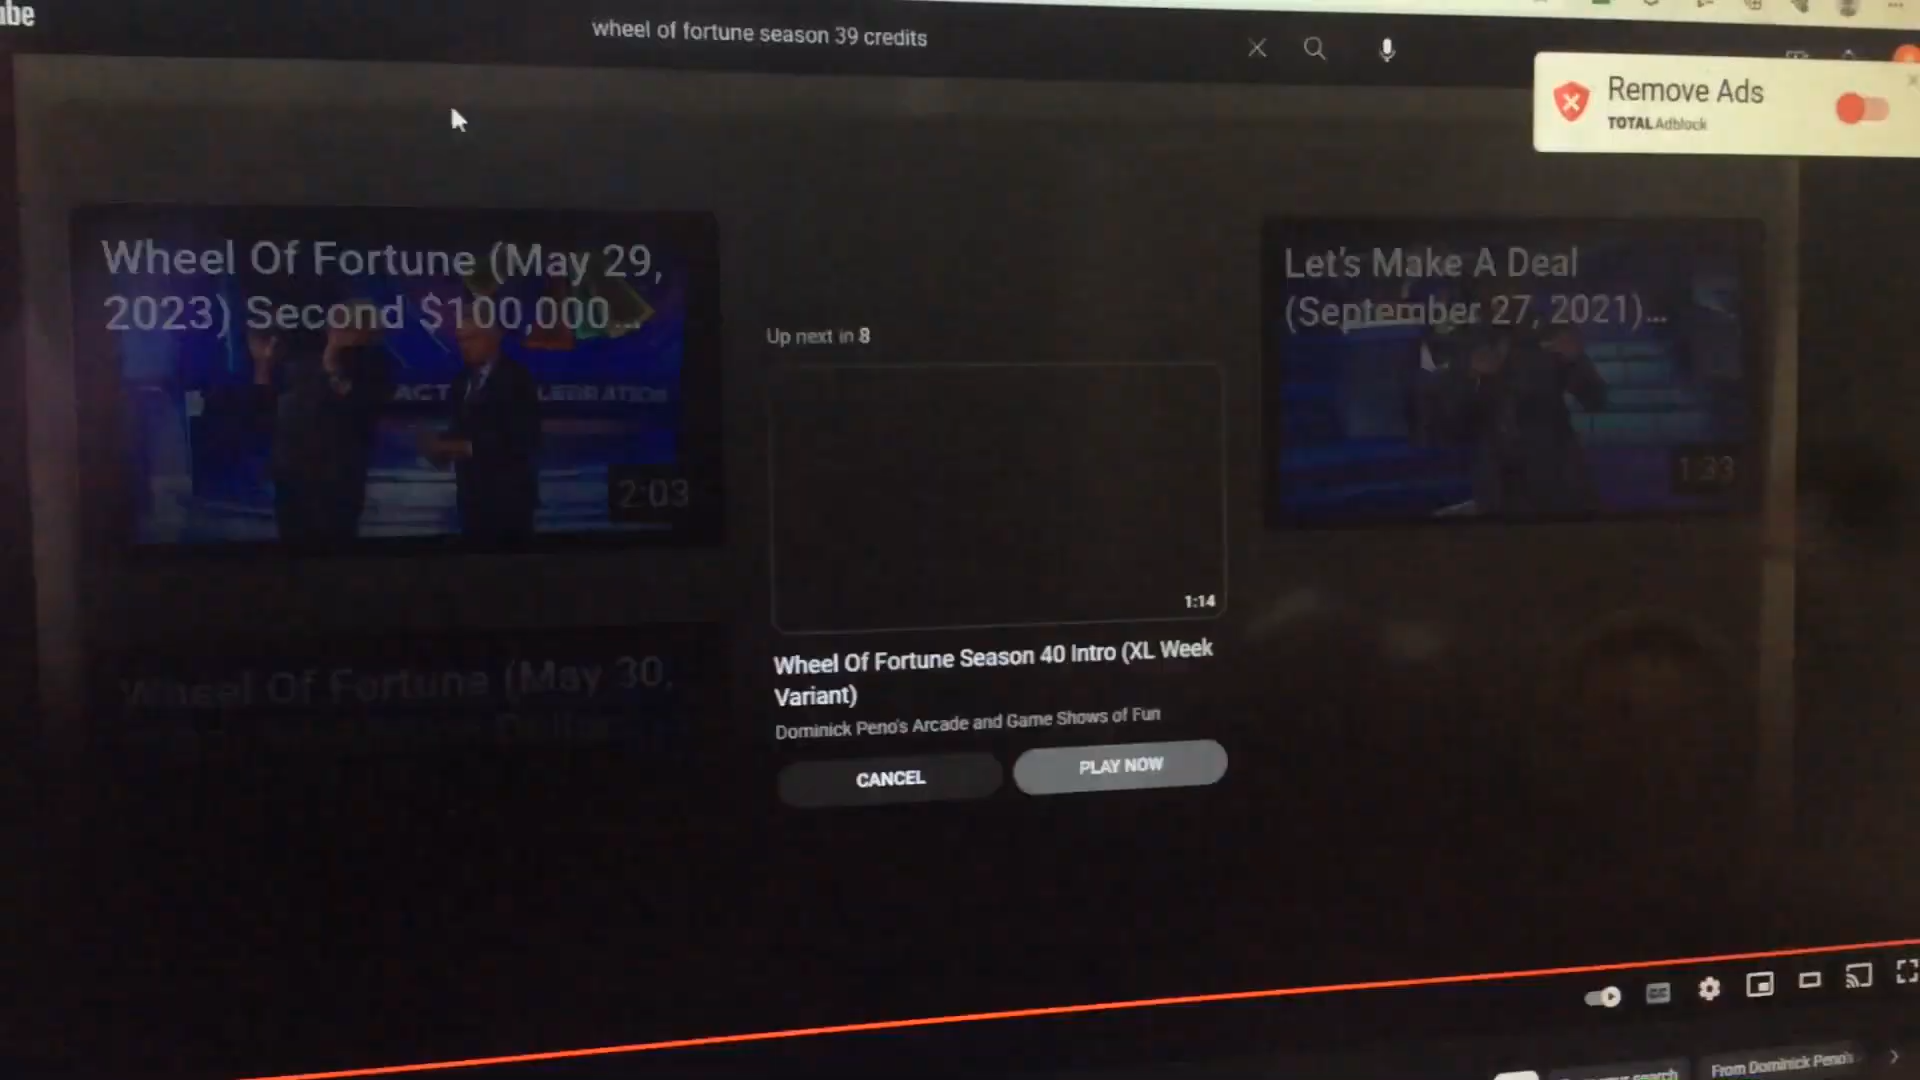 wheel of fortune season 39 credits
Remove Ads
TOTAL Adblock
Wheel Of Fortune (May 29,
2023) Second $100,000...
2:03
Let's Make A Deal
(September 27, 2021)...
1:33
Up next in 8
1:14
Wheel Of Fortune Season 40 Intro (XL Week
Variant)
Dominick Peno's Arcade and Game Shows of Fun
CANCEL
PLAY NOW
Wheel Of Fortune (May 30,
CC
From Dominick Peno's